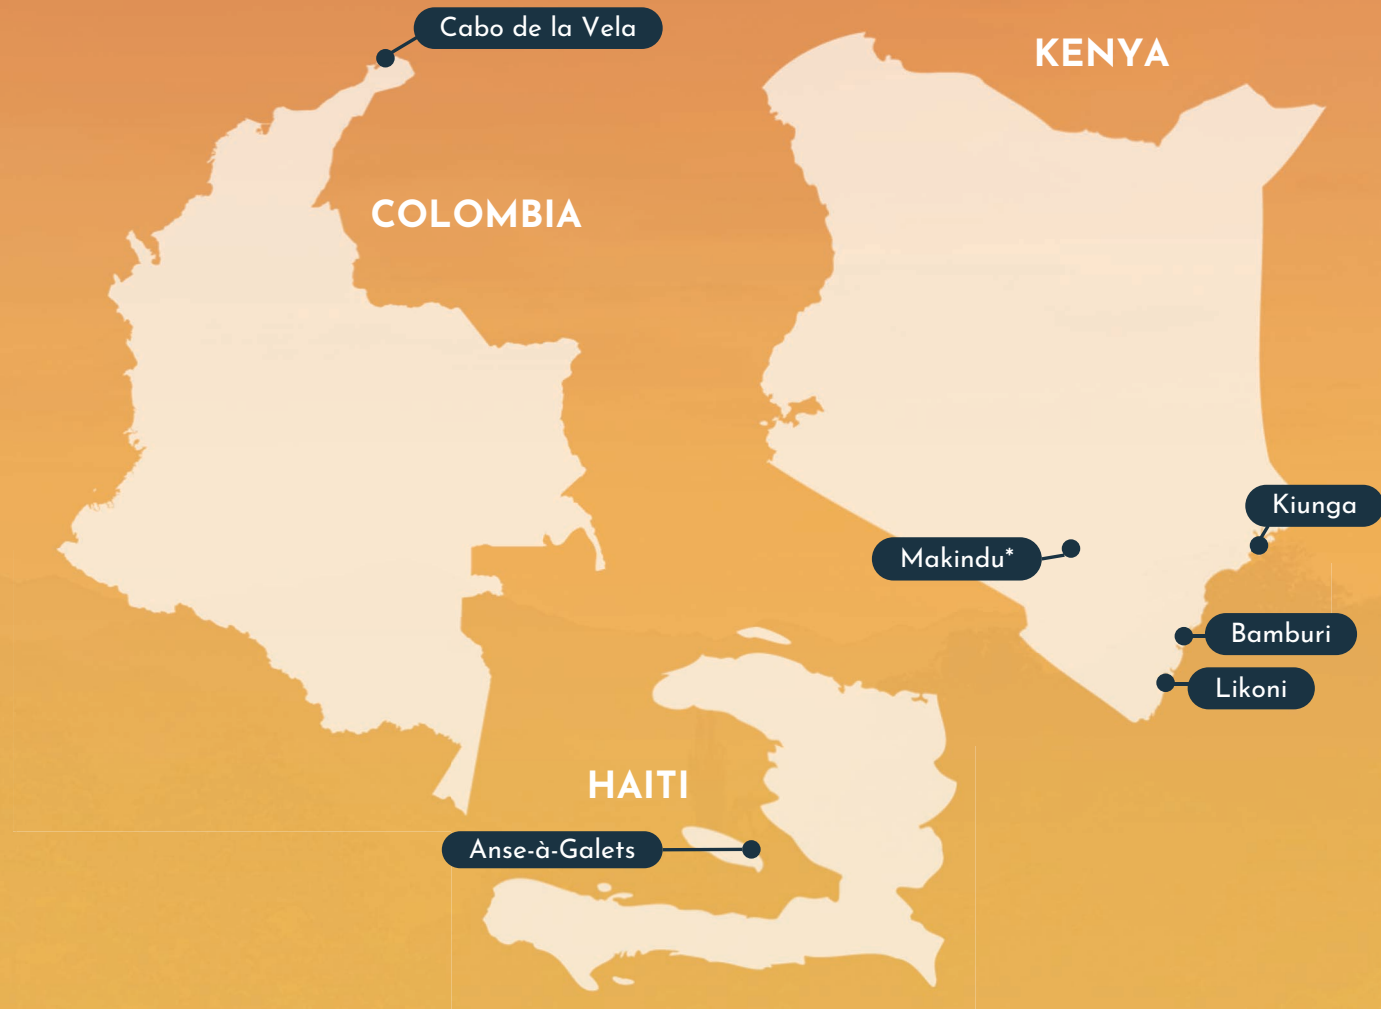 Cabo de la Vela
KENYA
COLOMBIA
Kiunga
Makindu*
Bamburi
Likoni
HAITI
Anse-à-Galets